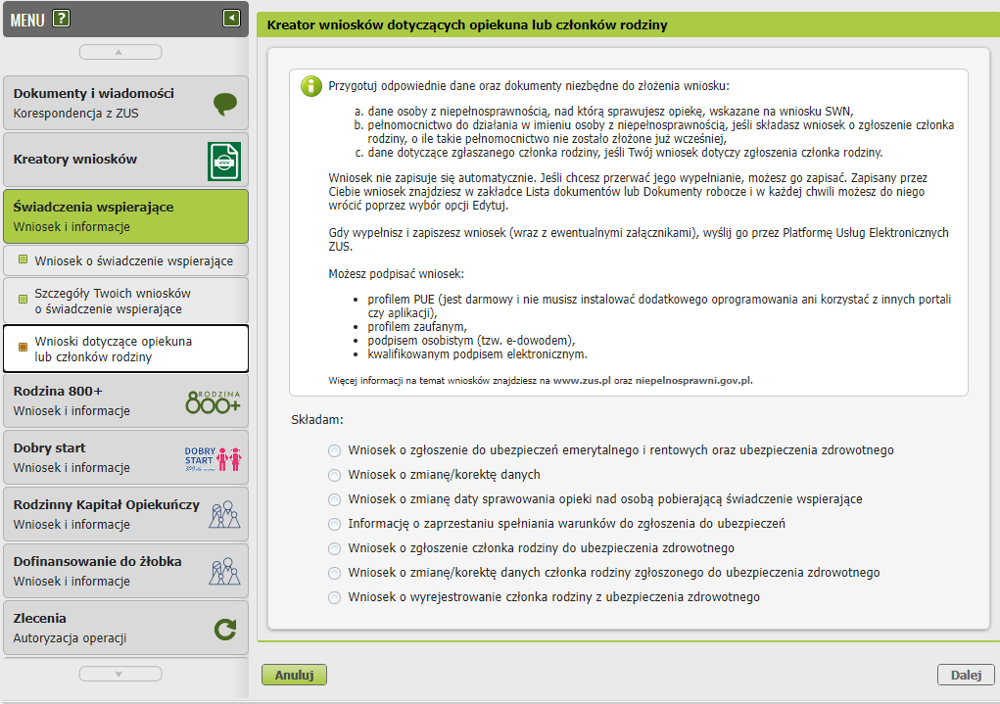 MENU ?
Dokumenty i wiadomości
Korespondencja z ZUS
Kreatory wniosków
Świadczenia wspierające
Wniosek i informacje
Wniosek o świadczenie wspierające
Szczegóły Twoich wniosków
o świadczenie wspierające
Wnioski dotyczące opiekuna
lub członków rodziny
Rodzina 800+
Wniosek i informacje
RODZINA
800+
Dobry start
Wniosek i informacje
DOBRY
START
Rodzinny Kapitał Opiekuńczy
Wniosek i informacje
Dofinansowanie do żłobka
Wniosek i informacje
Zlecenia
Autoryzacja operacji
Kreator wniosków dotyczących opiekuna lub członków rodziny
Przygotuj odpowiednie dane oraz dokumenty niezbędne do złożenia wniosku:
a. dane osoby z niepełnosprawnością, nad którą sprawujesz opiekę, wskazane na wniosku SWN,
b. pełnomocnictwo do działania w imieniu osoby z niepełnosprawnością, jeśli składasz wniosek o zgłoszenie członka
rodziny, o ile takie pełnomocnictwo nie zostało złożone już wcześniej,
c. dane dotyczące zgłaszanego członka rodziny, jeśli Twój wniosek dotyczy zgłoszenia członka rodziny.
Wniosek nie zapisuje się automatycznie. Jeśli chcesz przerwać jego wypełnianie, możesz go zapisać. Zapisany przez
Ciebie wniosek znajdziesz w zakładce Lista dokumentów lub Dokumenty robocze i w każdej chwili możesz do niego
wrócić poprzez wybór opcji Edytuj.
Gdy wypełnisz i zapiszesz wniosek (wraz z ewentualnymi załącznikami), wyślij go przez Platformę Usług Elektronicznych
ZUS.
Możesz podpisać wniosek:
• profilem PUE (jest darmowy i nie musisz instalować dodatkowego oprogramowania ani korzystać z innych portali
czy aplikacji),
• profilem zaufanym,
• podpisem osobistym (tzw. e-dowodem),
• kwalifikowanym podpisem elektronicznym.
Więcej informacji na temat wniosków znajdziesz na www.zus.pl oraz niepelnosprawni.gov.pl.
Składam:
Wniosek o zgłoszenie do ubezpieczeń emerytalnego i rentowych oraz ubezpieczenia zdrowotnego
Wniosek o zmianę/korektę danych
Wniosek o zmianę daty sprawowania opieki nad osobą pobierającą świadczenie wspierające
Informację o zaprzestaniu spełniania warunków do zgłoszenia do ubezpieczeń
Wniosek o zgłoszenie członka rodziny do ubezpieczenia zdrowotnego
Wniosek o zmianę/korektę danych członka rodziny zgłoszonego do ubezpieczenia zdrowotnego
Wniosek o wyrejestrowanie członka rodziny z ubezpieczenia zdrowotnego
Anuluj
Dalej